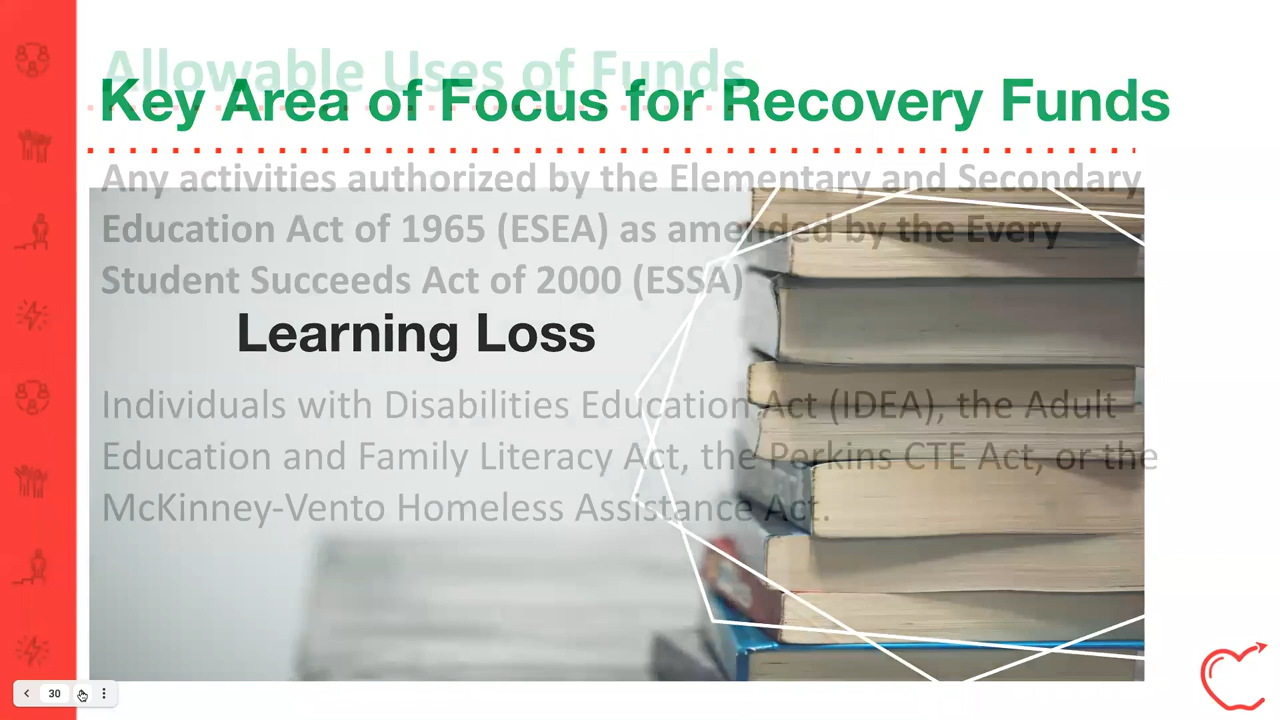 Allowable Uses of Funds
Key Area of Focus for Recovery Funds
Any activities authorized by the Elementary and Secondary
Education Act of 1965 (ESEA) as amended by the Every
Student Succeeds Act of 2000 (ESSA)
Learning Loss
Individuals with Disabilities Education Act (IDEA), the Adult
Education and Family Literacy Act, the Perkins CTE Act, or the
McKinney-Vento Homeless Assistance Act.
30